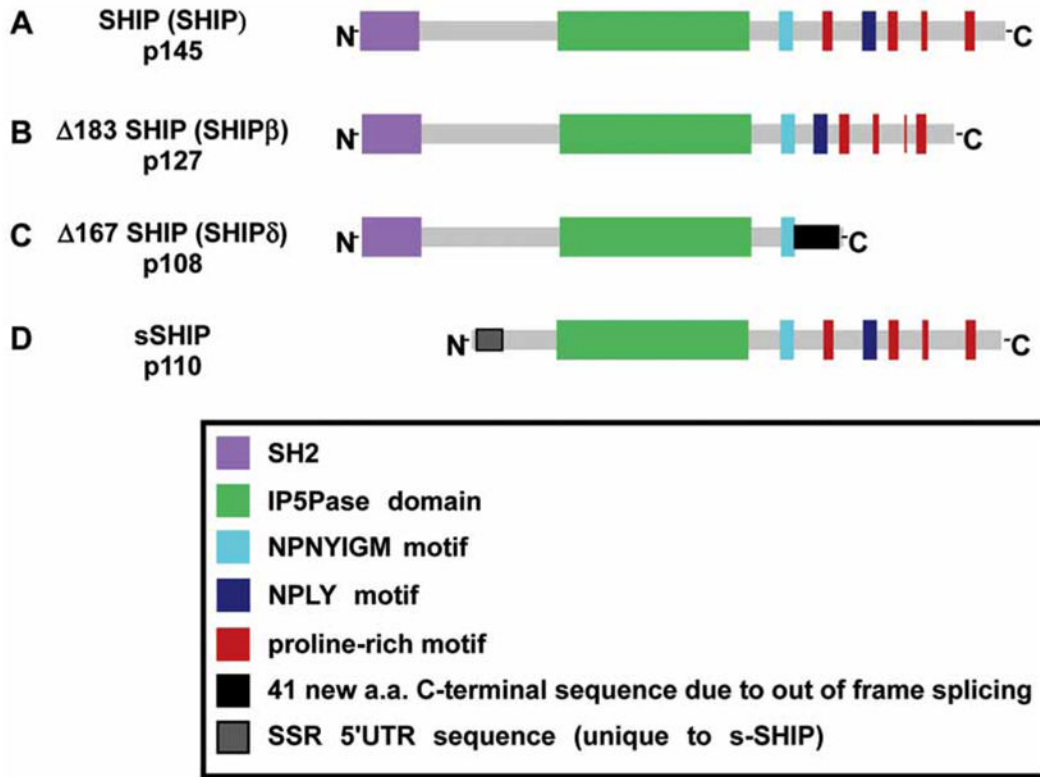 A SHIP (SHIP) N C
p145
B Δ183 SHIP (SHIPβ) N C
p127
C Δ167 SHIP (SHIPδ) N C
p108
D sSHIP N C
p110
SH2
IP5Pase domain
NPNYIGM motif
NPLY motif
proline-rich motif
41 new a.a. C-terminal sequence due to out of frame splicing
SSR 5'UTR sequence (unique to s-SHIP)